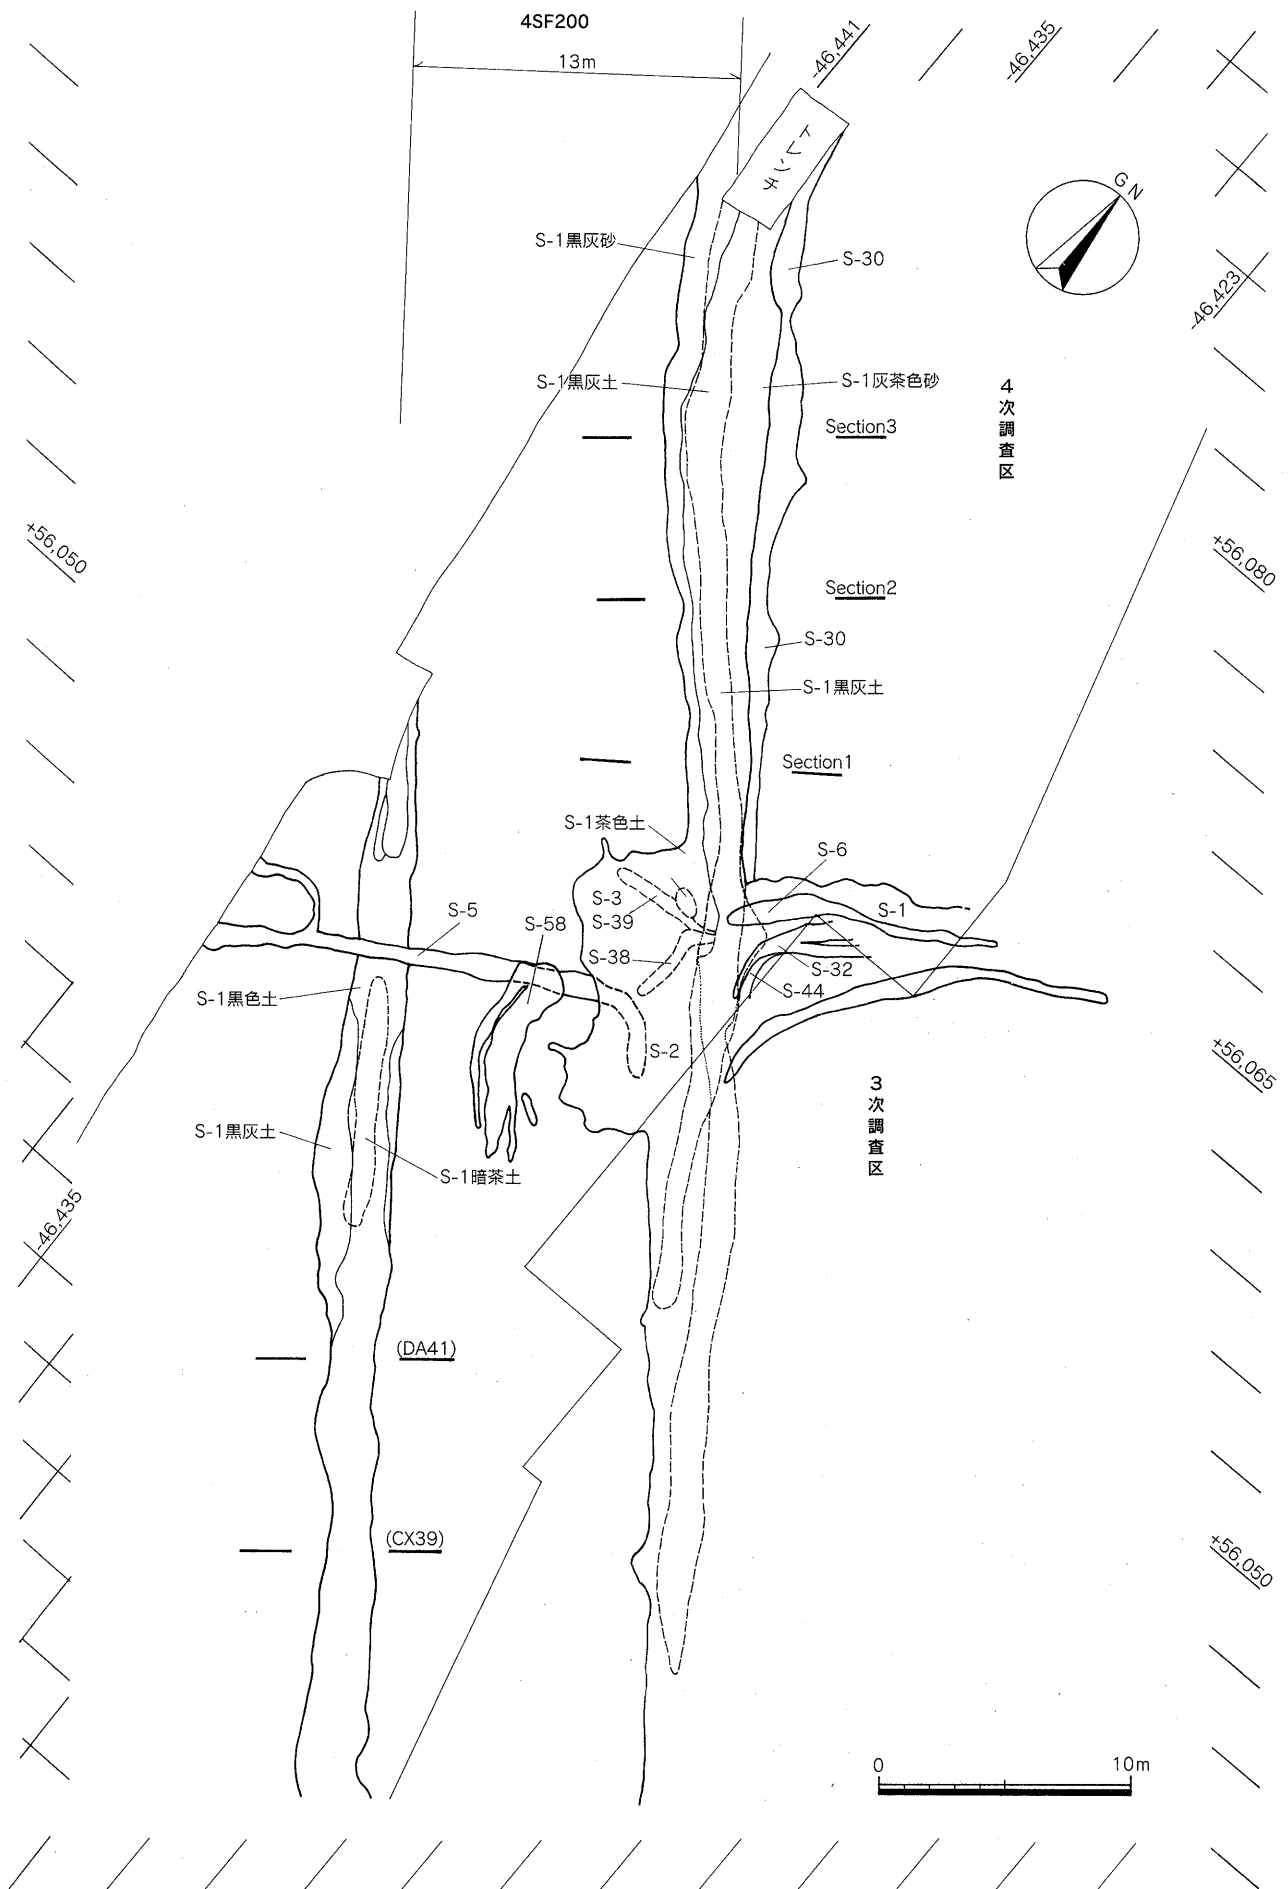 4SF200
13m
-46,441
-46,435
トレンチ
GN
S-1黒灰砂
S-30
-46,423
S-1黒灰土
S-1灰茶色砂
4次調査区
Section3
+56,050
+56,080
Section2
S-30
S-1黒灰土
Section1
S-1茶色土
S-6
S-3
S-39
S-1
S-5
S-58
S-38
S-32
S-44
S-1黒色土
S-2
+56,065
3次調査区
S-1黒灰土
S-1暗茶土
-46,435
(DA41)
(CX39)
+56,050
0
10m